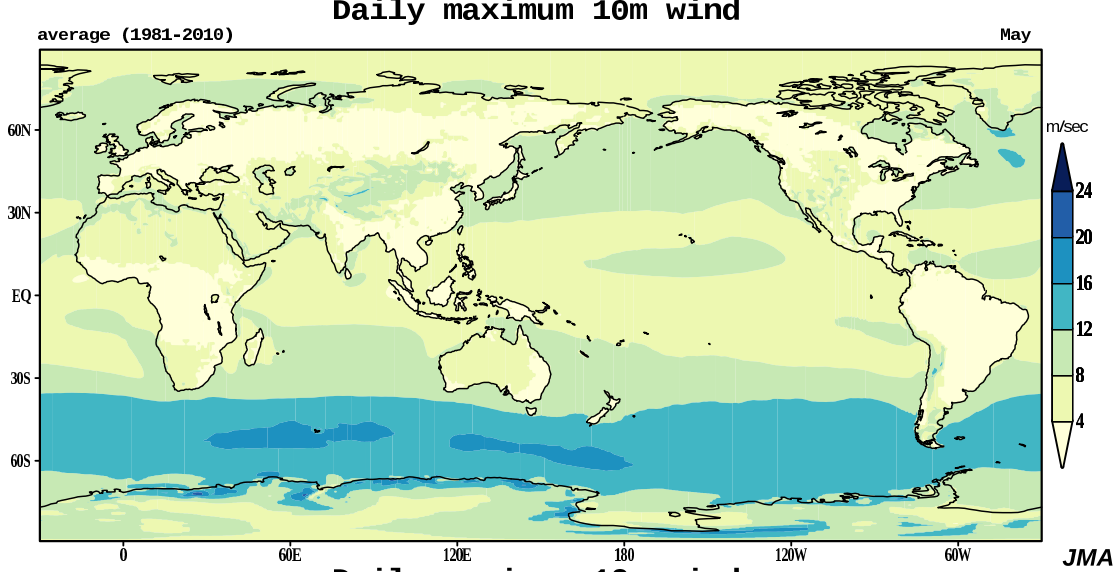 Daily maximum 10m wind
average (1981-2010) May
60N
30N
EQ
30S
60S
0 60E 120E 180 120W 60W
m/sec
24
20
16
12
8
4
JMA